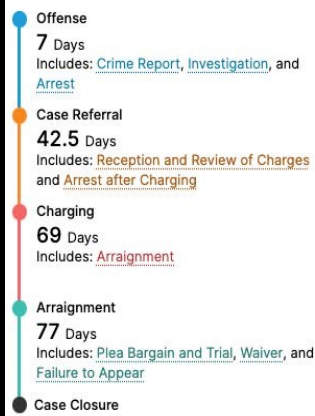 Offense
7 Days
Includes: Crime Report, Investigation, and
Arrest
Case Referral
42.5 Days
Includes: Reception and Review of Charges
and Arrest after Charging
Charging
69 Days
Includes: Arraignment
Arraignment
77 Days
Includes: Plea Bargain and Trial, Waiver, and
Failure to Appear
Case Closure